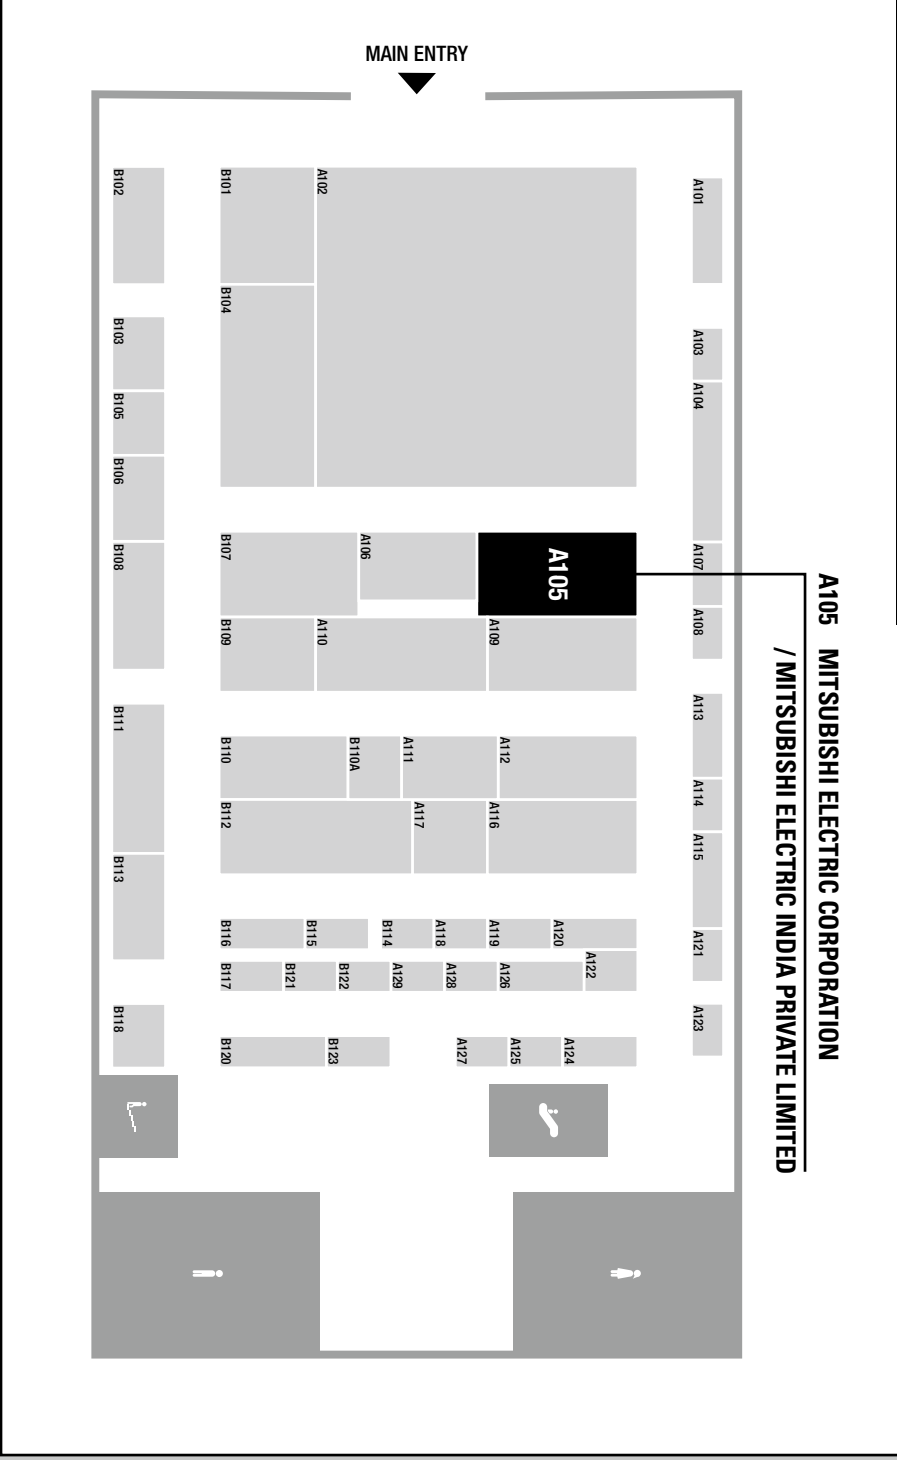 MAIN ENTRY
B102
B101
A102
A101
B104
B103
A103
A104
B105
B106
B107
A106
A105
A107
B108
A105 MITSUBISHI ELECTRIC CORPORATION
/ MITSUBISHI ELECTRIC INDIA PRIVATE LIMITED
B109
A110
A109
A108
B111
A113
B110
B110A
A111
A112
A114
B112
A117
A116
A115
B113
B116
B115
B114
A118
A119
A120
A121
B117
B121
B122
A129
A128
A126
A122
B118
A123
B120
B123
A127
A125
A124